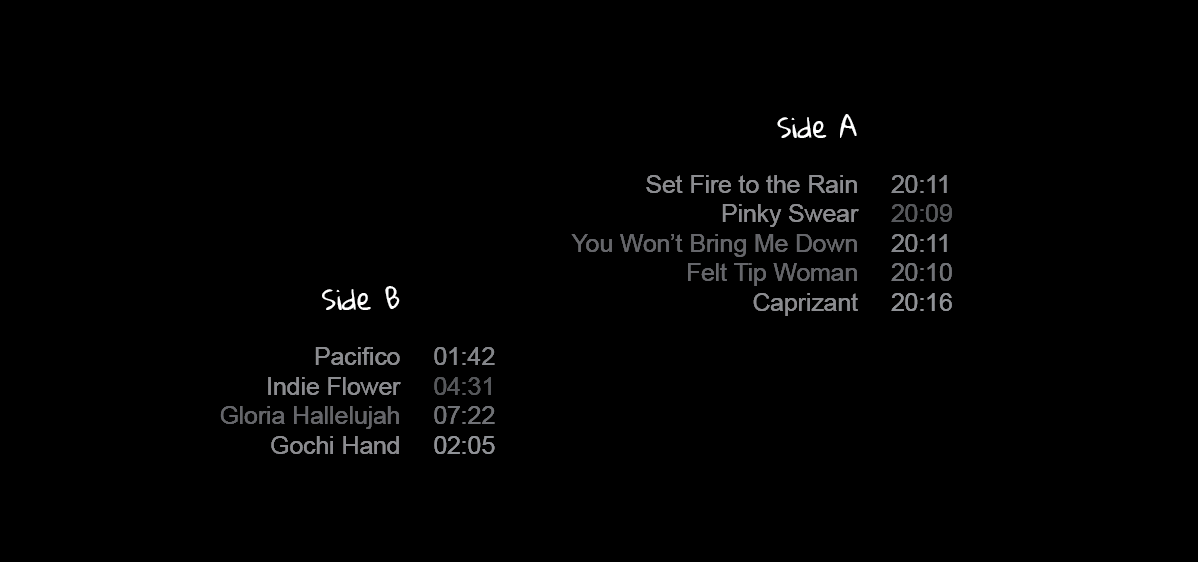 Side A
Set Fire to the Rain 20:11
Pinky Swear 20:09
You Won’t Bring Me Down 20:11
Felt Tip Woman 20:10
Caprizant 20:16
Side B
Pacifico 01:42
Indie Flower 04:31
Gloria Hallelujah 07:22
Gochi Hand 02:05